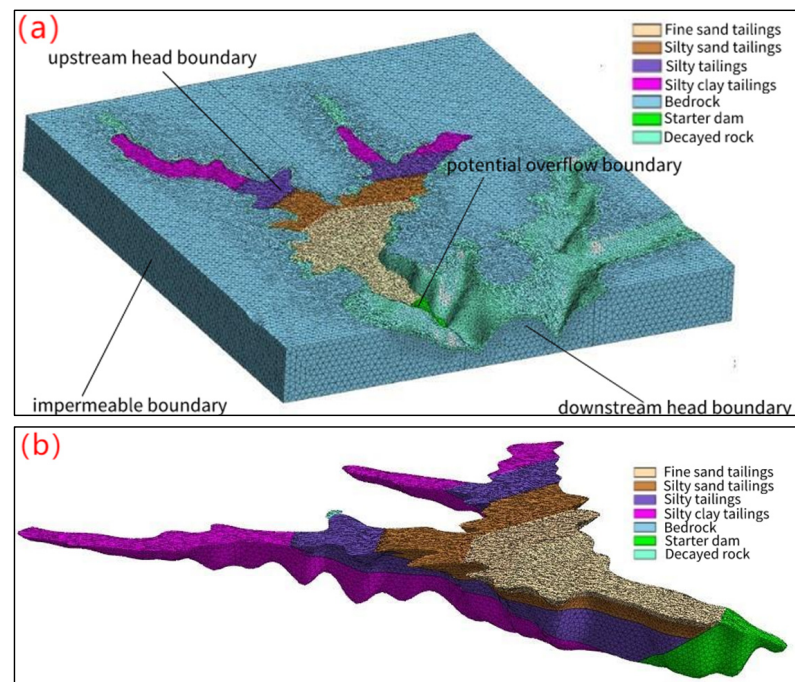 (a)
Fine sand tailings
Silty sand tailings
Silty tailings
Silty clay tailings
Bedrock
Starter dam
Decayed rock
upstream head boundary
potential overflow boundary
impermeable boundary
downstream head boundary
(b)
Fine sand tailings
Silty sand tailings
Silty tailings
Silty clay tailings
Bedrock
Starter dam
Decayed rock